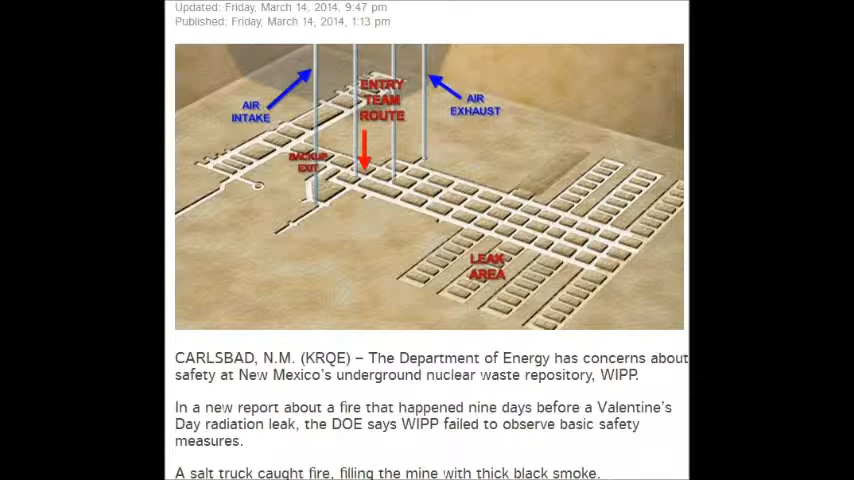 Updated: Friday, March 14, 2014, 9:47 pm
Published: Friday, March 14, 2014, 1:13 pm
AIR
INTAKE
ENTRY
TEAM
ROUTE
AIR
EXHAUST
BACKUP
EXIT
LEAK
AREA
CARLSBAD, N.M. (KRQE) – The Department of Energy has concerns about
safety at New Mexico's underground nuclear waste repository, WIPP.
In a new report about a fire that happened nine days before a Valentine's
Day radiation leak, the DOE says WIPP failed to observe basic safety
measures.
A salt truck caught fire, filling the mine with thick black smoke.